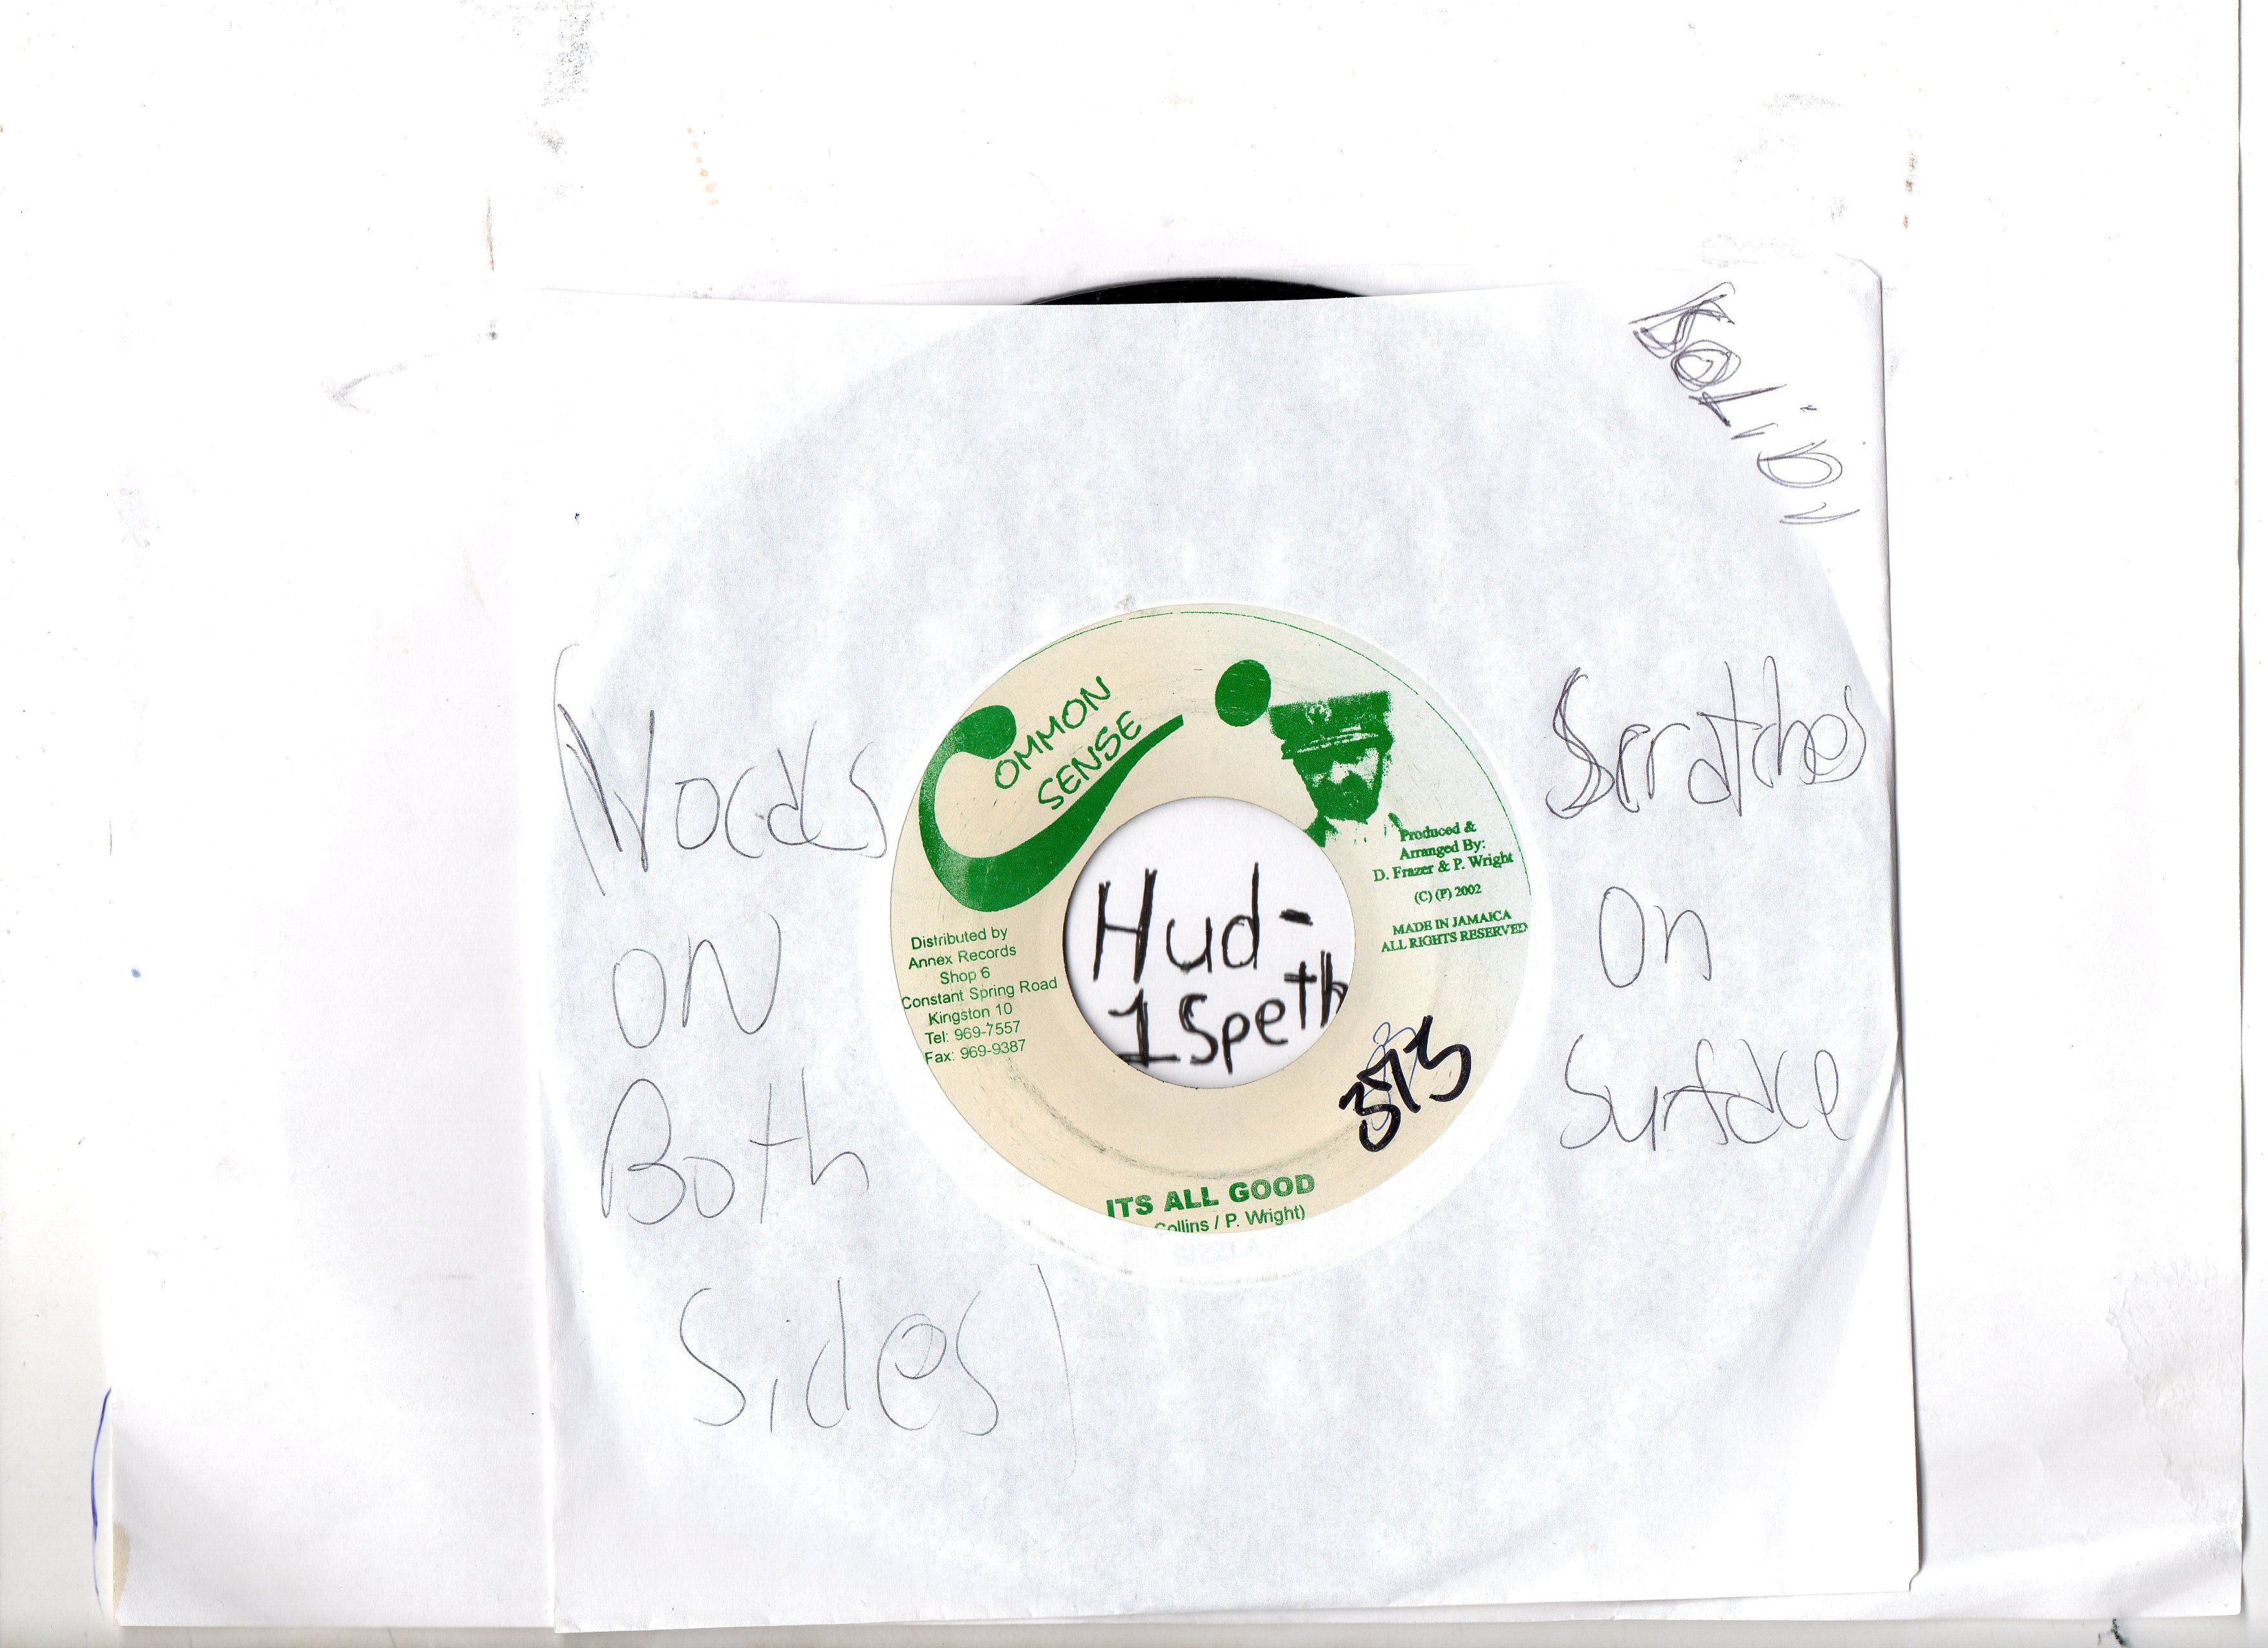 COMMON
SENSE
Produced &
Arranged By:
D. Frazer & P. Wright
(C) (P) 2002
MADE IN JAMAICA
ALL RIGHTS RESERVED
Distributed by
Annex Records
Shop 6
Constant Spring Road
Kingston 10
Tel: 969-7557
Fax: 969-9387
Hud-
1Speth
373
ITS ALL GOOD
Collins / P. Wright)
(Vocals
ON
Both
Sides)
Scratches
On
Surface